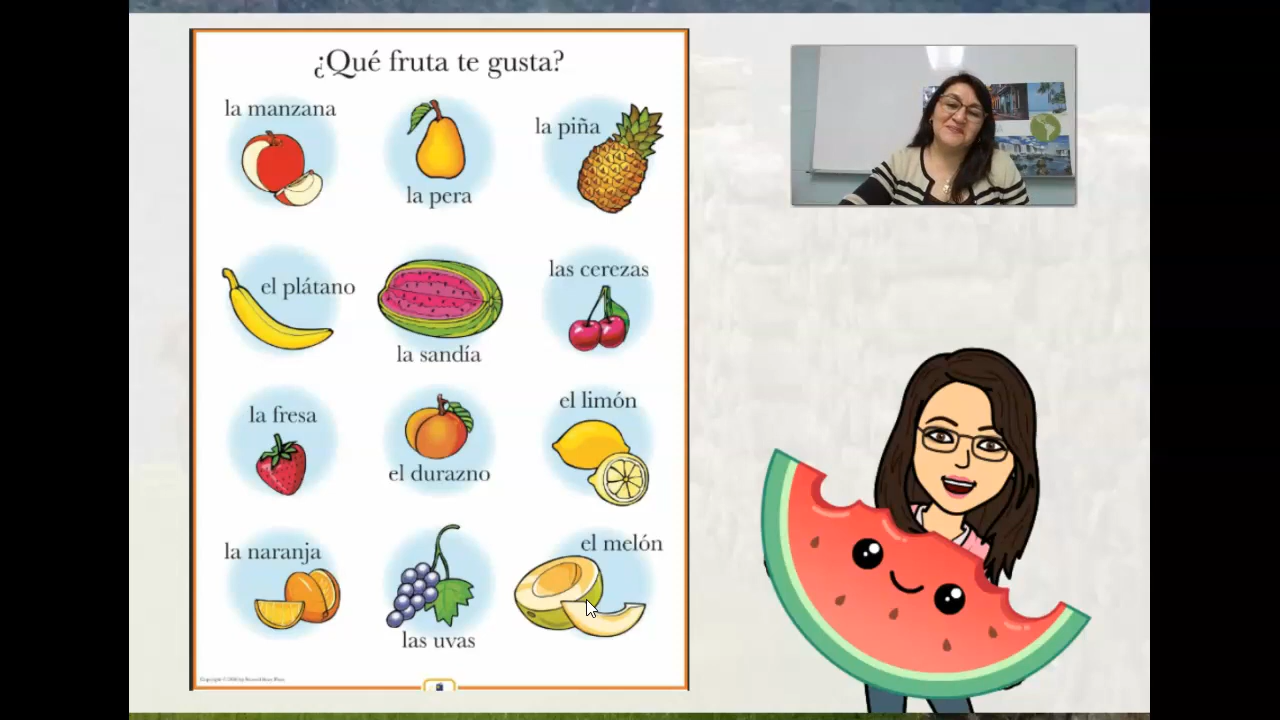 ¿Qué fruta te gusta?
la manzana
la pera
la piña
el plátano
la sandía
las cerezas
la fresa
el durazno
el limón
la naranja
las uvas
el melón